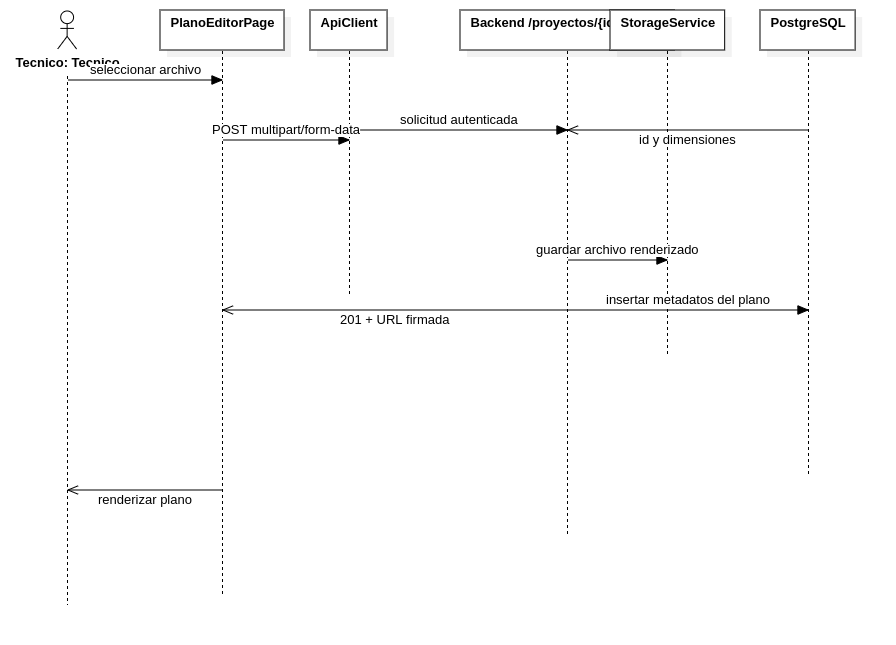 PlanoEditorPage
ApiClient
Backend /proyectos/{id
StorageService
PostgreSQL
Tecnico: Tecnico
seleccionar archivo
solicitud autenticada
POST multipart/form-data
id y dimensiones
guardar archivo renderizado
insertar metadatos del plano
201 + URL firmada
renderizar plano